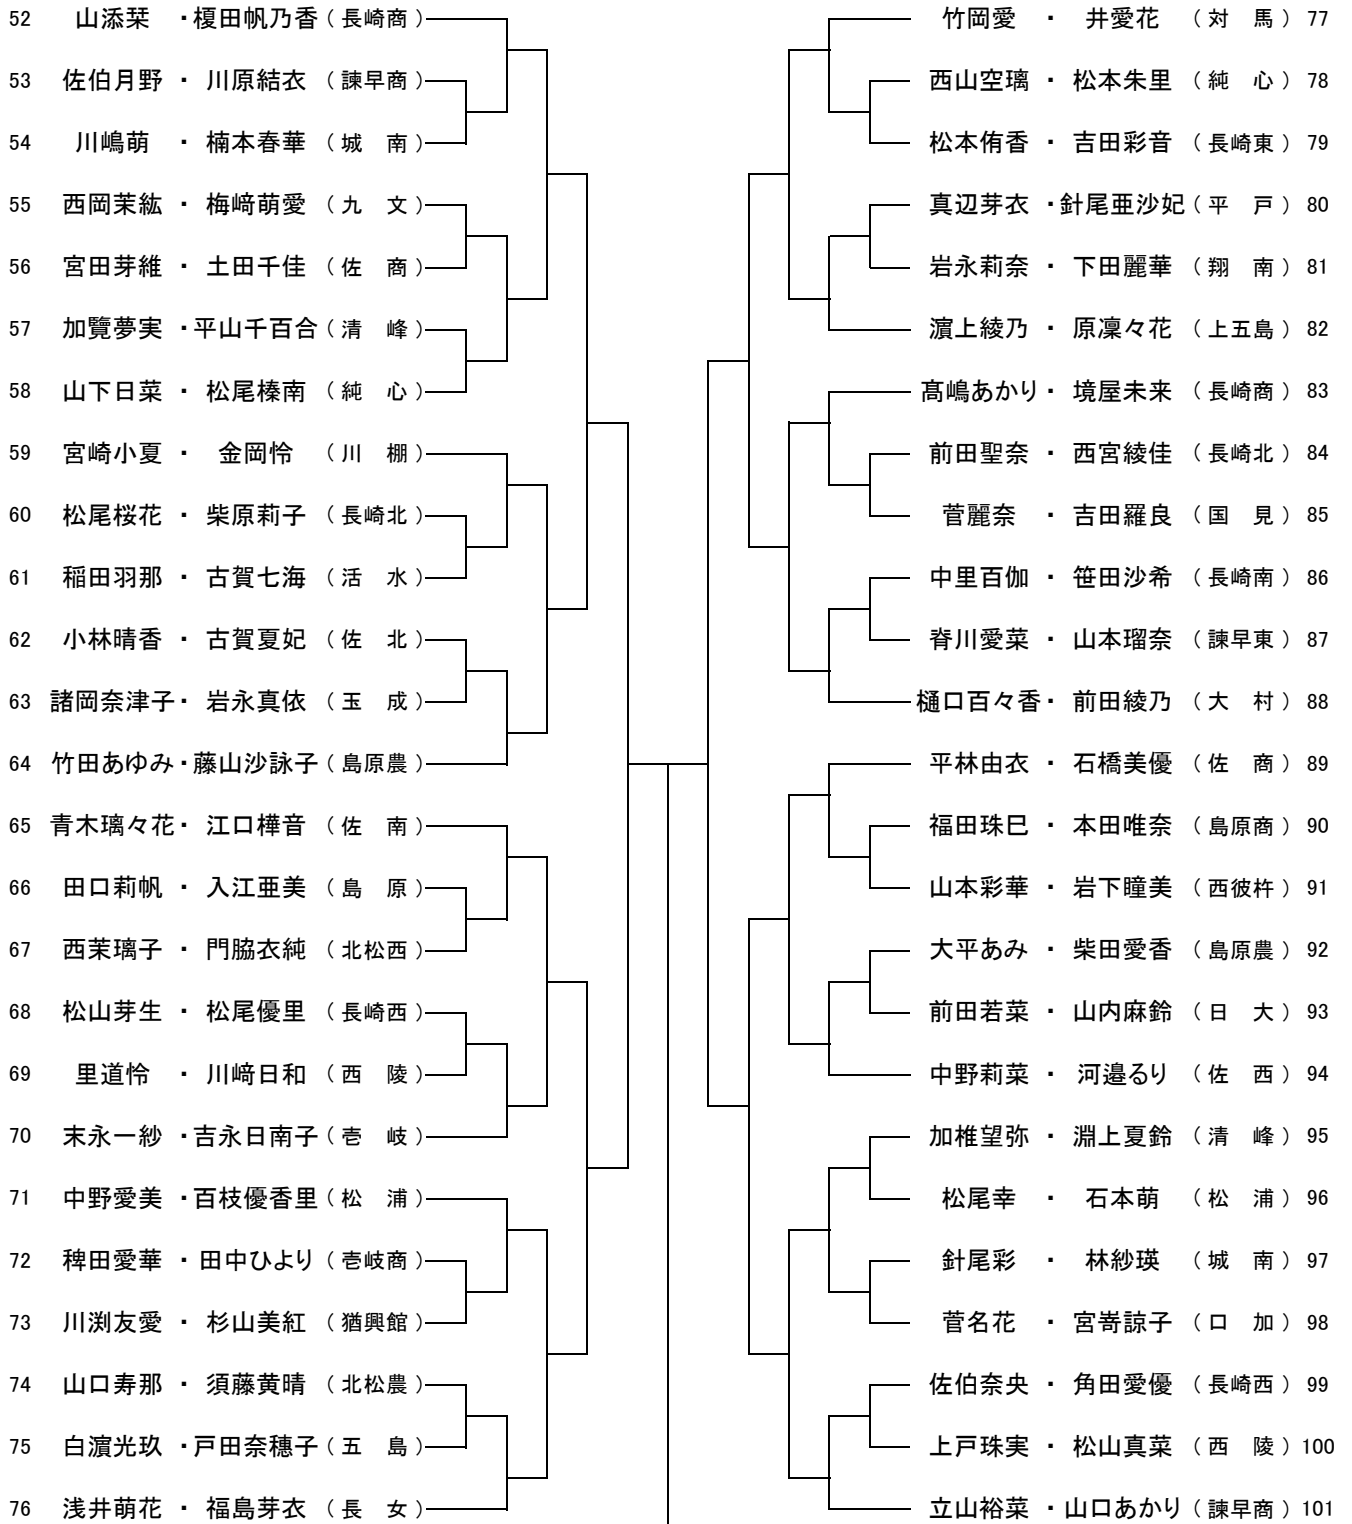 52 山添栞 ・ 榎田帆乃香 （ 長崎商 ）
53 佐伯月野 ・ 川原結衣 （ 諫早商 ）
54 川嶋萌 ・ 楠本春華 （ 城　南 ）
55 西岡茉紘 ・ 梅﨑萌愛 （ 九　文 ）
56 宮田芽維 ・ 土田千佳 （ 佐　商 ）
57 加覽夢実 ・ 平山千百合 （ 清　峰 ）
58 山下日菜 ・ 松尾榛南 （ 純　心 ）
59 宮崎小夏 ・ 金岡怜 （ 川　棚 ）
60 松尾桜花 ・ 柴原莉子 （ 長崎北 ）
61 稲田羽那 ・ 古賀七海 （ 活　水 ）
62 小林晴香 ・ 古賀夏妃 （ 佐　北 ）
63 諸岡奈津子 ・ 岩永真依 （ 玉　成 ）
64 竹田あゆみ ・ 藤山沙詠子 （ 島原農 ）
65 青木璃々花 ・ 江口樺音 （ 佐　南 ）
66 田口莉帆 ・ 入江亜美 （ 島　原 ）
67 西茉璃子 ・ 門脇衣純 （ 北松西 ）
68 松山芽生 ・ 松尾優里 （ 長崎西 ）
69 里道怜 ・ 川﨑日和 （ 西　陵 ）
70 末永一紗 ・ 吉永日南子 （ 壱　岐 ）
71 中野愛美 ・ 百枝優香里 （ 松　浦 ）
72 稗田愛華 ・ 田中ひより （ 壱岐商 ）
73 川渕友愛 ・ 杉山美紅 （ 猶興館 ）
74 山口寿那 ・ 須藤黄晴 （ 北松農 ）
75 白濵光玖 ・ 戸田奈穗子 （ 五　島 ）
76 浅井萌花 ・ 福島芽衣 （ 長　女 ）
竹岡愛 ・ 井愛花 （ 対　馬 ） 77
西山空璃 ・ 松本朱里 （ 純　心 ） 78
松本侑香 ・ 吉田彩音 （ 長崎東 ） 79
真辺芽衣 ・ 針尾亜沙妃 （ 平　戸 ） 80
岩永莉奈 ・ 下田麗華 （ 翔　南 ） 81
濵上綾乃 ・ 原凜々花 （ 上五島 ） 82
髙嶋あかり ・ 境屋未来 （ 長崎商 ） 83
前田聖奈 ・ 西宮綾佳 （ 長崎北 ） 84
菅麗奈 ・ 吉田羅良 （ 国　見 ） 85
中里百伽 ・ 笹田沙希 （ 長崎南 ） 86
脊川愛菜 ・ 山本瑠奈 （ 諫早東 ） 87
樋口百々香 ・ 前田綾乃 （ 大　村 ） 88
平林由衣 ・ 石橋美優 （ 佐　商 ） 89
福田珠巳 ・ 本田唯奈 （ 島原商 ） 90
山本彩華 ・ 岩下瞳美 （ 西彼杵 ） 91
大平あみ ・ 柴田愛香 （ 島原農 ） 92
前田若菜 ・ 山内麻鈴 （ 日　大 ） 93
中野莉菜 ・ 河邉るり （ 佐　西 ） 94
加椎望弥 ・ 淵上夏鈴 （ 清　峰 ） 95
松尾幸 ・ 石本萌 （ 松　浦 ） 96
針尾彩 ・ 林紗瑛 （ 城　南 ） 97
菅名花 ・ 宮嵜諒子 （ 口　加 ） 98
佐伯奈央 ・ 角田愛優 （ 長崎西 ） 99
上戸珠実 ・ 松山真菜 （ 西　陵 ） 100
立山裕菜 ・ 山口あかり （ 諫早商 ） 101